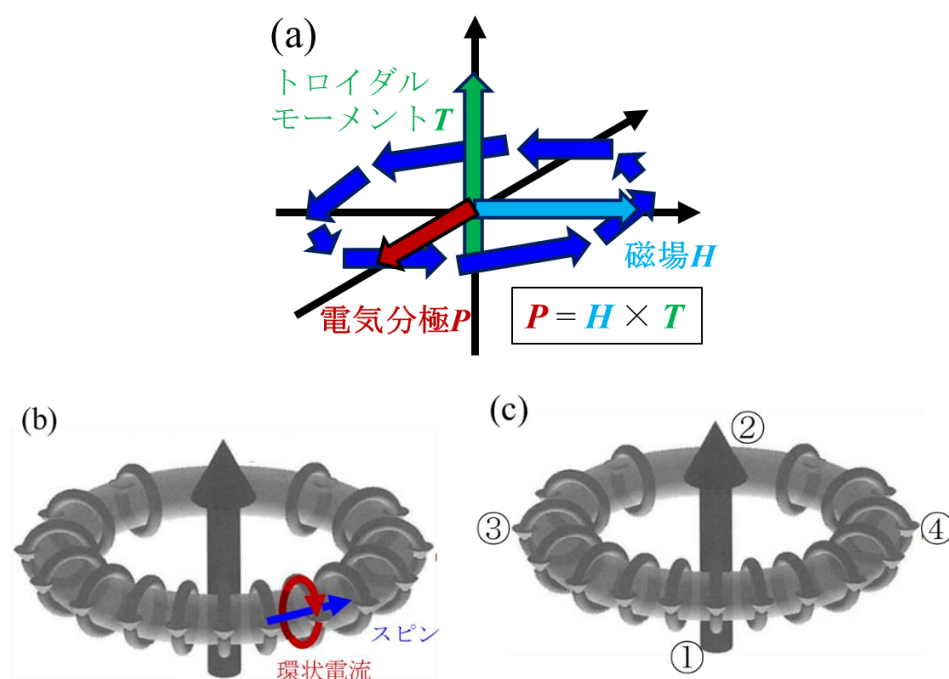 (a)
トロイダル
モーメントT
磁場H
電気分極P
P = H × T
(b)
スピン
環状電流
(c)
②
③
④
①